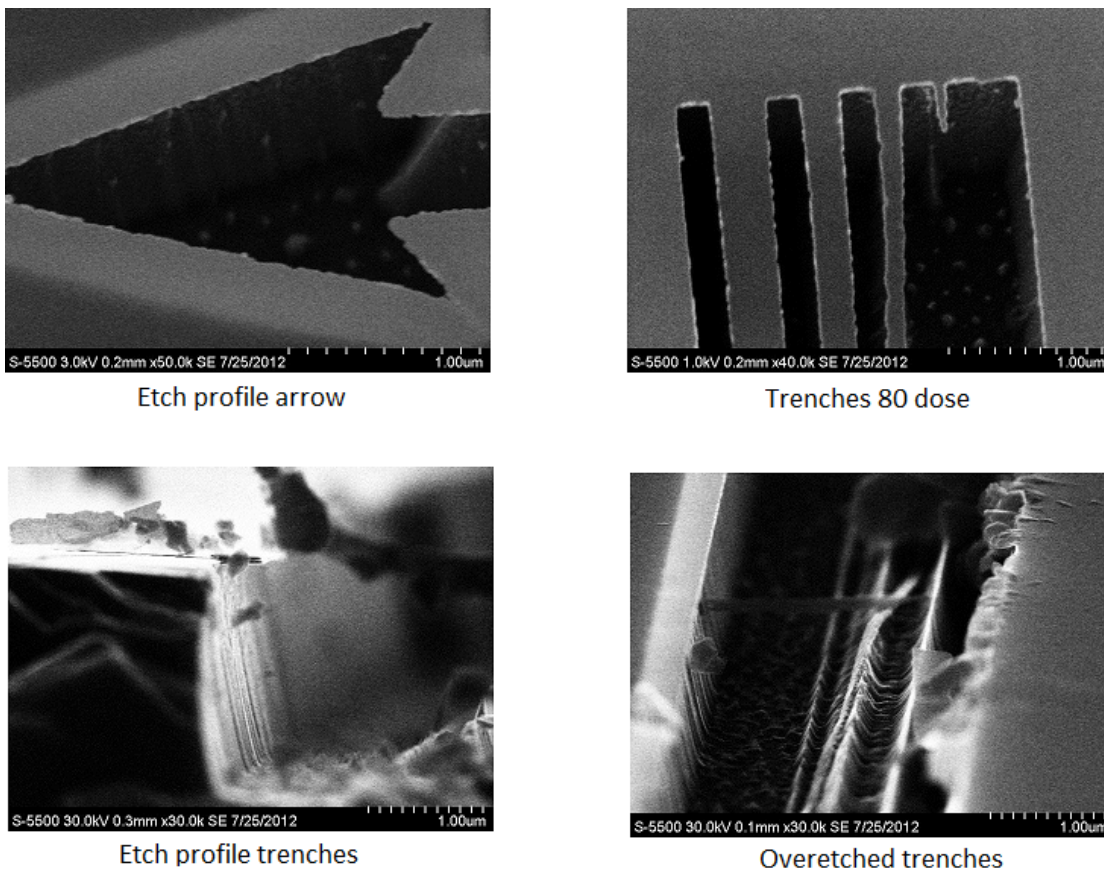 S-5500 3.0kV 0.2mm x50.0k SE 7/25/2012 1.00um
S-5500 1.0kV 0.2mm x40.0k SE 7/25/2012 1.00um
Etch profile arrow
Trenches 80 dose
S-5500 30.0kV 0.3mm x30.0k SE 7/25/2012 1.00um
S-5500 30.0kV 0.1mm x30.0k SE 7/25/2012 1.00um
Etch profile trenches
Overetched trenches